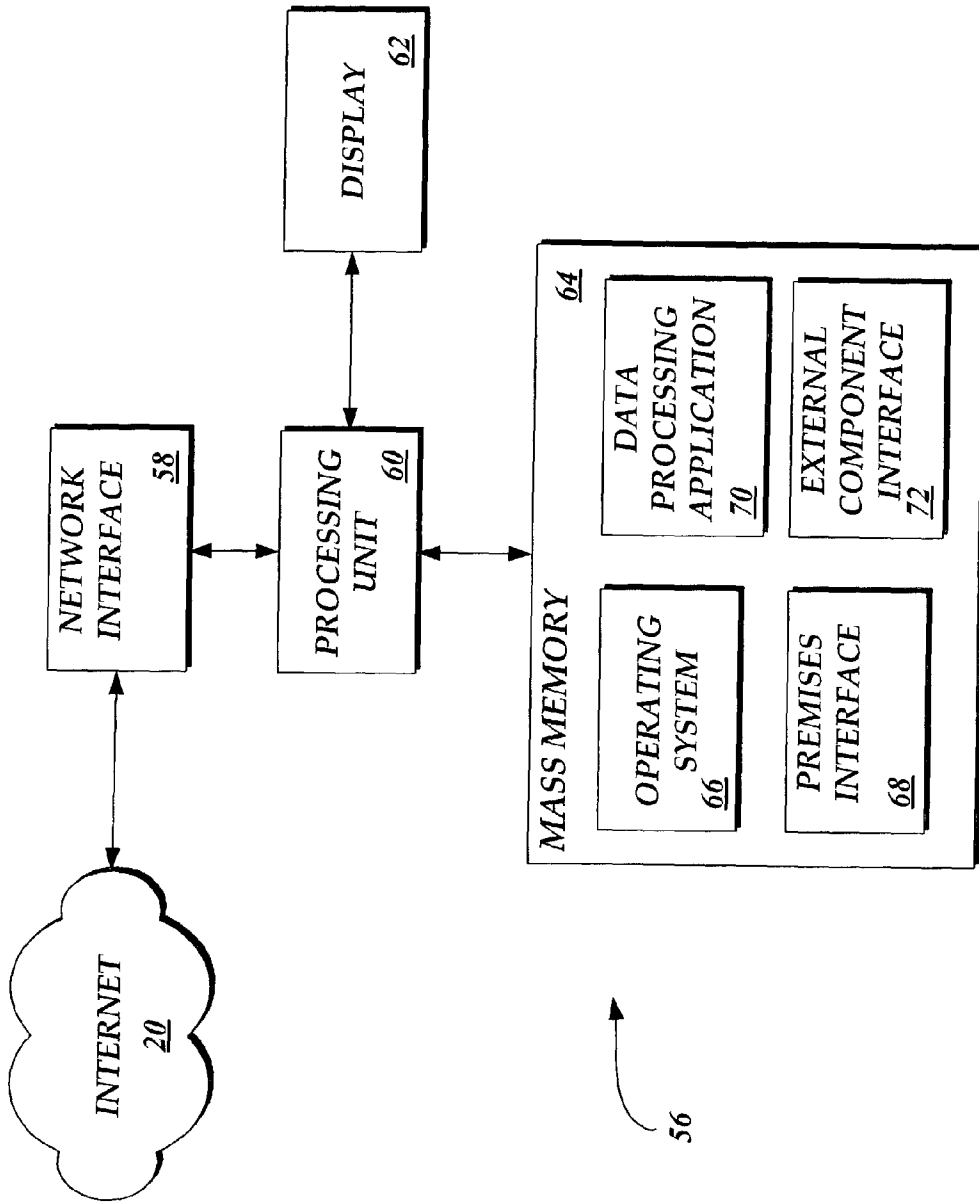 INTERNET
20
NETWORK
INTERFACE
58
PROCESSING
UNIT
60
DISPLAY
62
MASS MEMORY
64
OPERATING
SYSTEM
66
DATA
PROCESSING
APPLICATION
70
PREMISES
INTERFACE
68
EXTERNAL
COMPONENT
INTERFACE
72
56